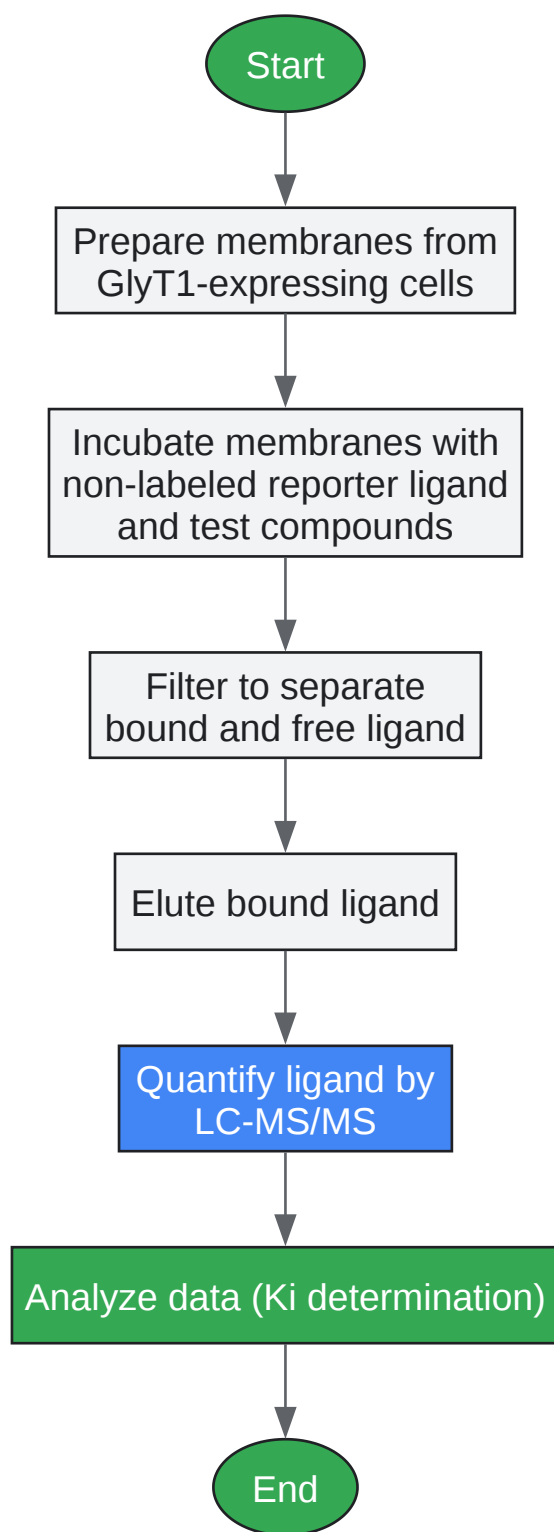 Start
Prepare membranes from
GlyT1-expressing cells
Incubate membranes with
non-labeled reporter ligand
and test compounds
Filter to separate
bound and free ligand
Elute bound ligand
Quantify ligand by
LC-MS/MS
Analyze data (Ki determination)
End